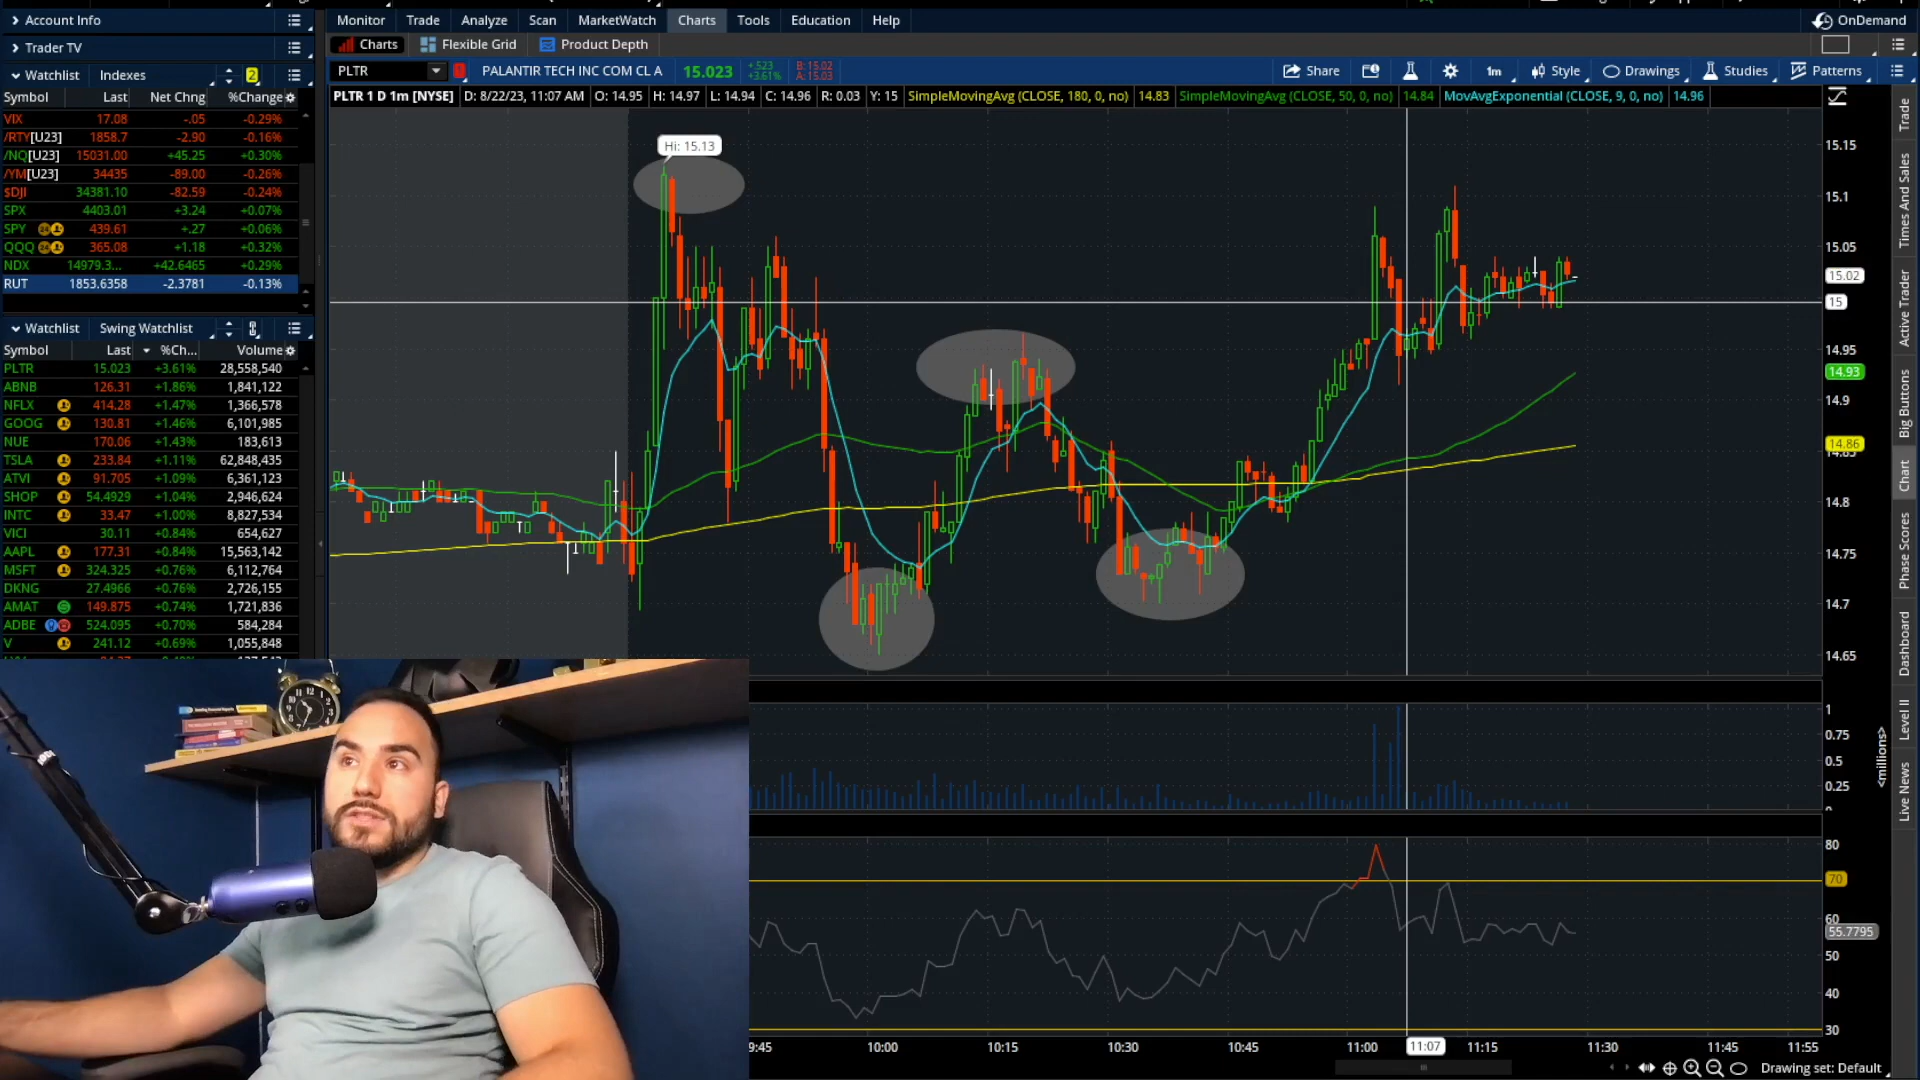 Account Info
Monitor Trade Analyze Scan MarketWatch Charts Tools Education Help
OnDemand
Trader TV
Charts Flexible Grid Product Depth
Watchlist Indexes 2
PLTR PALANTIR TECH INC COM CL A 15.023 +.523 +3.61% B: 15.02 A: 15.03
Share 1m Style Drawings Studies Patterns
Symbol Last Net Chng %Change
PLTR 1 D 1m [NYSE] D: 8/22/23, 11:07 AM O: 14.95 H: 14.97 L: 14.94 C: 14.96 R: 0.03 Y: 15 SimpleMovingAvg (CLOSE, 180, 0, no) 14.83 SimpleMovingAvg (CLOSE, 50, 0, no) 14.84 MovAvgExponential (CLOSE, 9, 0, no) 14.96
VIX 17.08 -.05 -0.29%
/RTY[U23] 1858.7 -2.90 -0.16%
/NQ[U23] 15031.00 +45.25 +0.30%
/YM[U23] 34435 -89.00 -0.26%
$DJI 34381.10 -82.59 -0.24%
SPX 4403.01 +3.24 +0.07%
SPY 439.61 +.27 +0.06%
QQQ 365.08 +1.18 +0.32%
NDX 14979.3... +42.6465 +0.29%
RUT 1853.6358 -2.3781 -0.13%
Watchlist Swing Watchlist
Symbol Last %Ch... Volume
PLTR 15.023 +3.61% 28,558,540
ABNB 126.31 +1.86% 1,841,122
NFLX 414.28 +1.47% 1,366,578
GOOG 130.81 +1.46% 6,101,985
NUE 170.06 +1.43% 183,613
TSLA 233.84 +1.11% 62,848,435
ATVI 91.705 +1.09% 6,361,123
SHOP 54.4929 +1.04% 2,946,624
INTC 33.47 +1.00% 8,827,534
VICI 30.11 +0.84% 654,627
AAPL 177.31 +0.84% 15,563,142
MSFT 324.325 +0.76% 6,112,764
DKNG 27.4966 +0.76% 2,726,155
AMAT 149.875 +0.74% 1,721,836
ADBE 524.095 +0.70% 584,284
V 241.12 +0.69% 1,055,848
Hi: 15.13
15.15
15.1
15.05
15.02
15
14.95
14.93
14.9
14.86
14.85
14.8
14.75
14.7
14.65
1
0.75
0.5
0.25
0
<millions>
80
70
60
55.7795
50
40
30
9:45 10:00 10:15 10:30 10:45 11:00 11:07 11:15 11:30 11:45 11:55
Drawing set: Default
Trade
Times And Sales
Active Trader
Big Buttons
Chart
Phase Scores
Dashboard
Level II
Live News